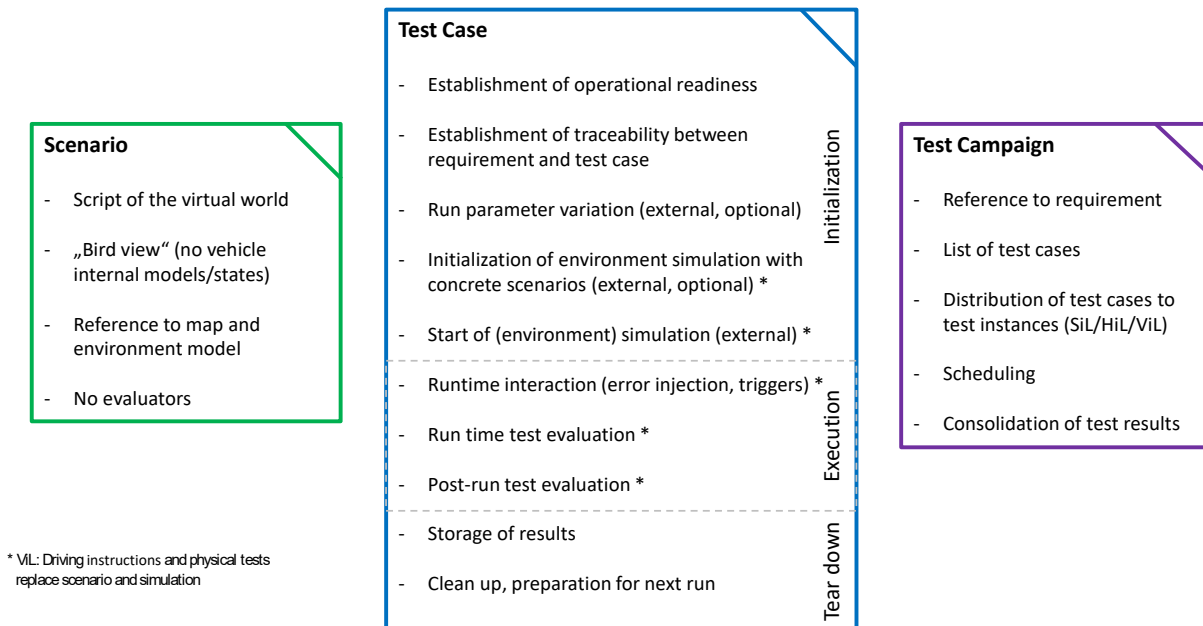 Scenario
- Script of the virtual world
- „Bird view“ (no vehicle
internal models/states)
- Reference to map and
environment model
- No evaluators
* ViL: Driving instructions and physical tests
replace scenario and simulation
Test Case
- Establishment of operational readiness
- Establishment of traceability between
requirement and test case
- Run parameter variation (external, optional)
- Initialization of environment simulation with
concrete scenarios (external, optional) *
- Start of (environment) simulation (external) *
Initialization
- Runtime interaction (error injection, triggers) *
- Run time test evaluation *
- Post-run test evaluation *
Execution
- Storage of results
- Clean up, preparation for next run
Tear down
Test Campaign
- Reference to requirement
- List of test cases
- Distribution of test cases to
test instances (SiL/HiL/ViL)
- Scheduling
- Consolidation of test results